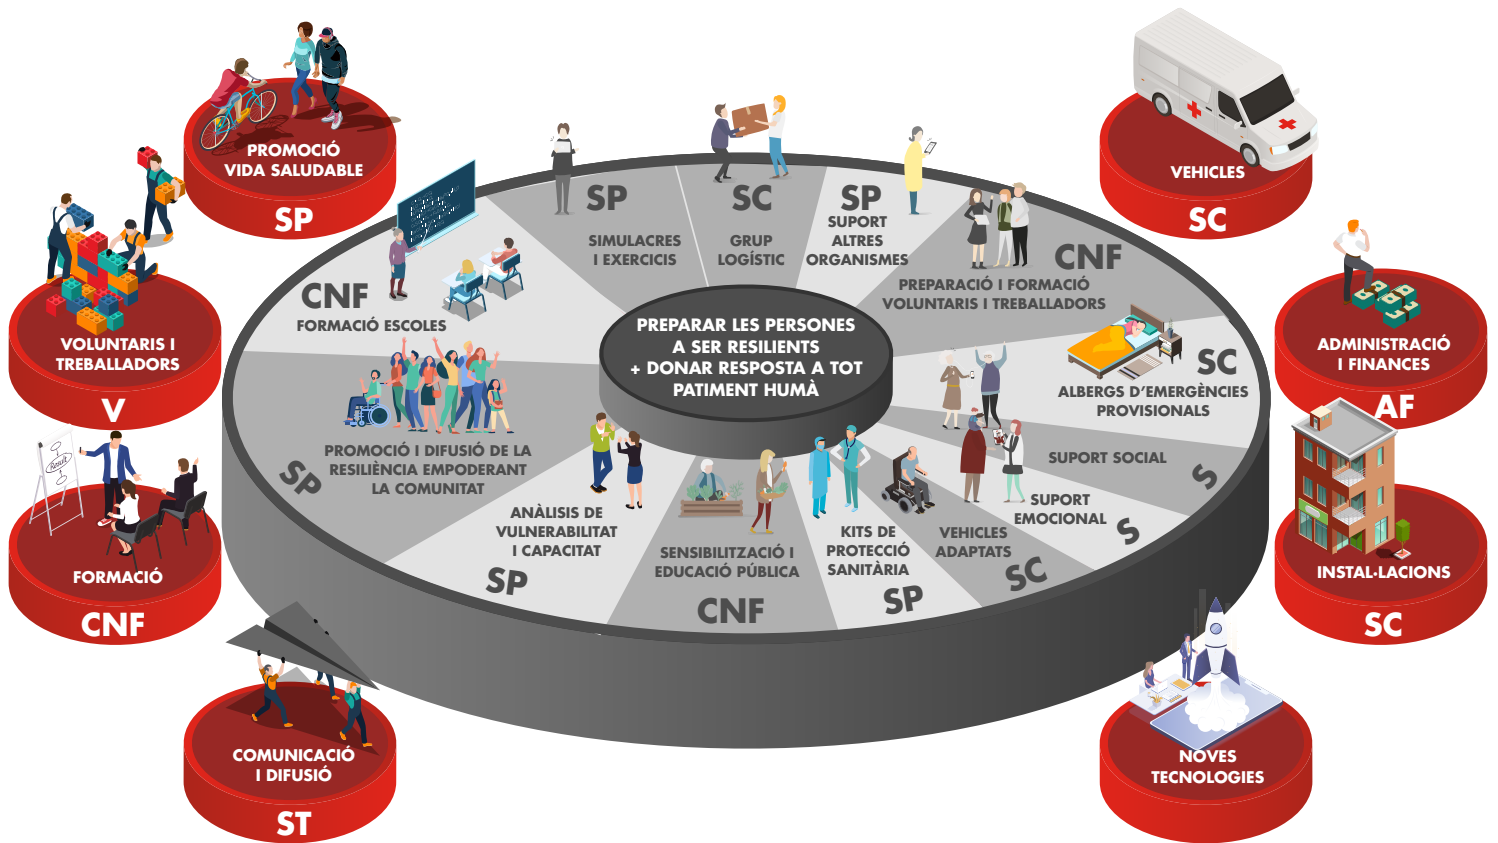 PROMOCIÓ
VIDA SALUDABLE
SP
VOLUNTARIS I
TREBALLADORS
V
Result
FORMACIÓ
CNF
COMUNICACIÓ
I DIFUSIÓ
ST
SP
SIMULACRES
I EXERCICIS
SC
GRUP
LOGÍSTIC
SP
SUPORT
ALTRES
ORGANISMES
CNF
PREPARACIÓ I FORMACIÓ
VOLUNTARIS I TREBALLADORS
SC
ALBERGS D'EMERGÈNCIES
PROVISIONALS
SUPORT SOCIAL
S
SUPORT
EMOCIONAL
S
VEHICLES
ADAPTATS
SC
KITS DE
PROTECCIÓ
SANITÀRIA
SP
SENSIBILITZACIÓ I
EDUCACIÓ PÚBLICA
CNF
ANÀLISIS DE
VULNERABILITAT
I CAPACITAT
SP
PROMOCIÓ I DIFUSIÓ DE LA
RESILIÈNCIA EMPODERANT
LA COMUNITAT
SP
CNF
FORMACIÓ ESCOLES
PREPARAR LES PERSONES
A SER RESILIENTS
+ DONAR RESPOSTA A TOT
PATIMENT HUMÀ
VEHICLES
SC
ADMINISTRACIÓ
I FINANCES
AF
INSTAL·LACIONS
SC
NOVES
TECNOLOGIES